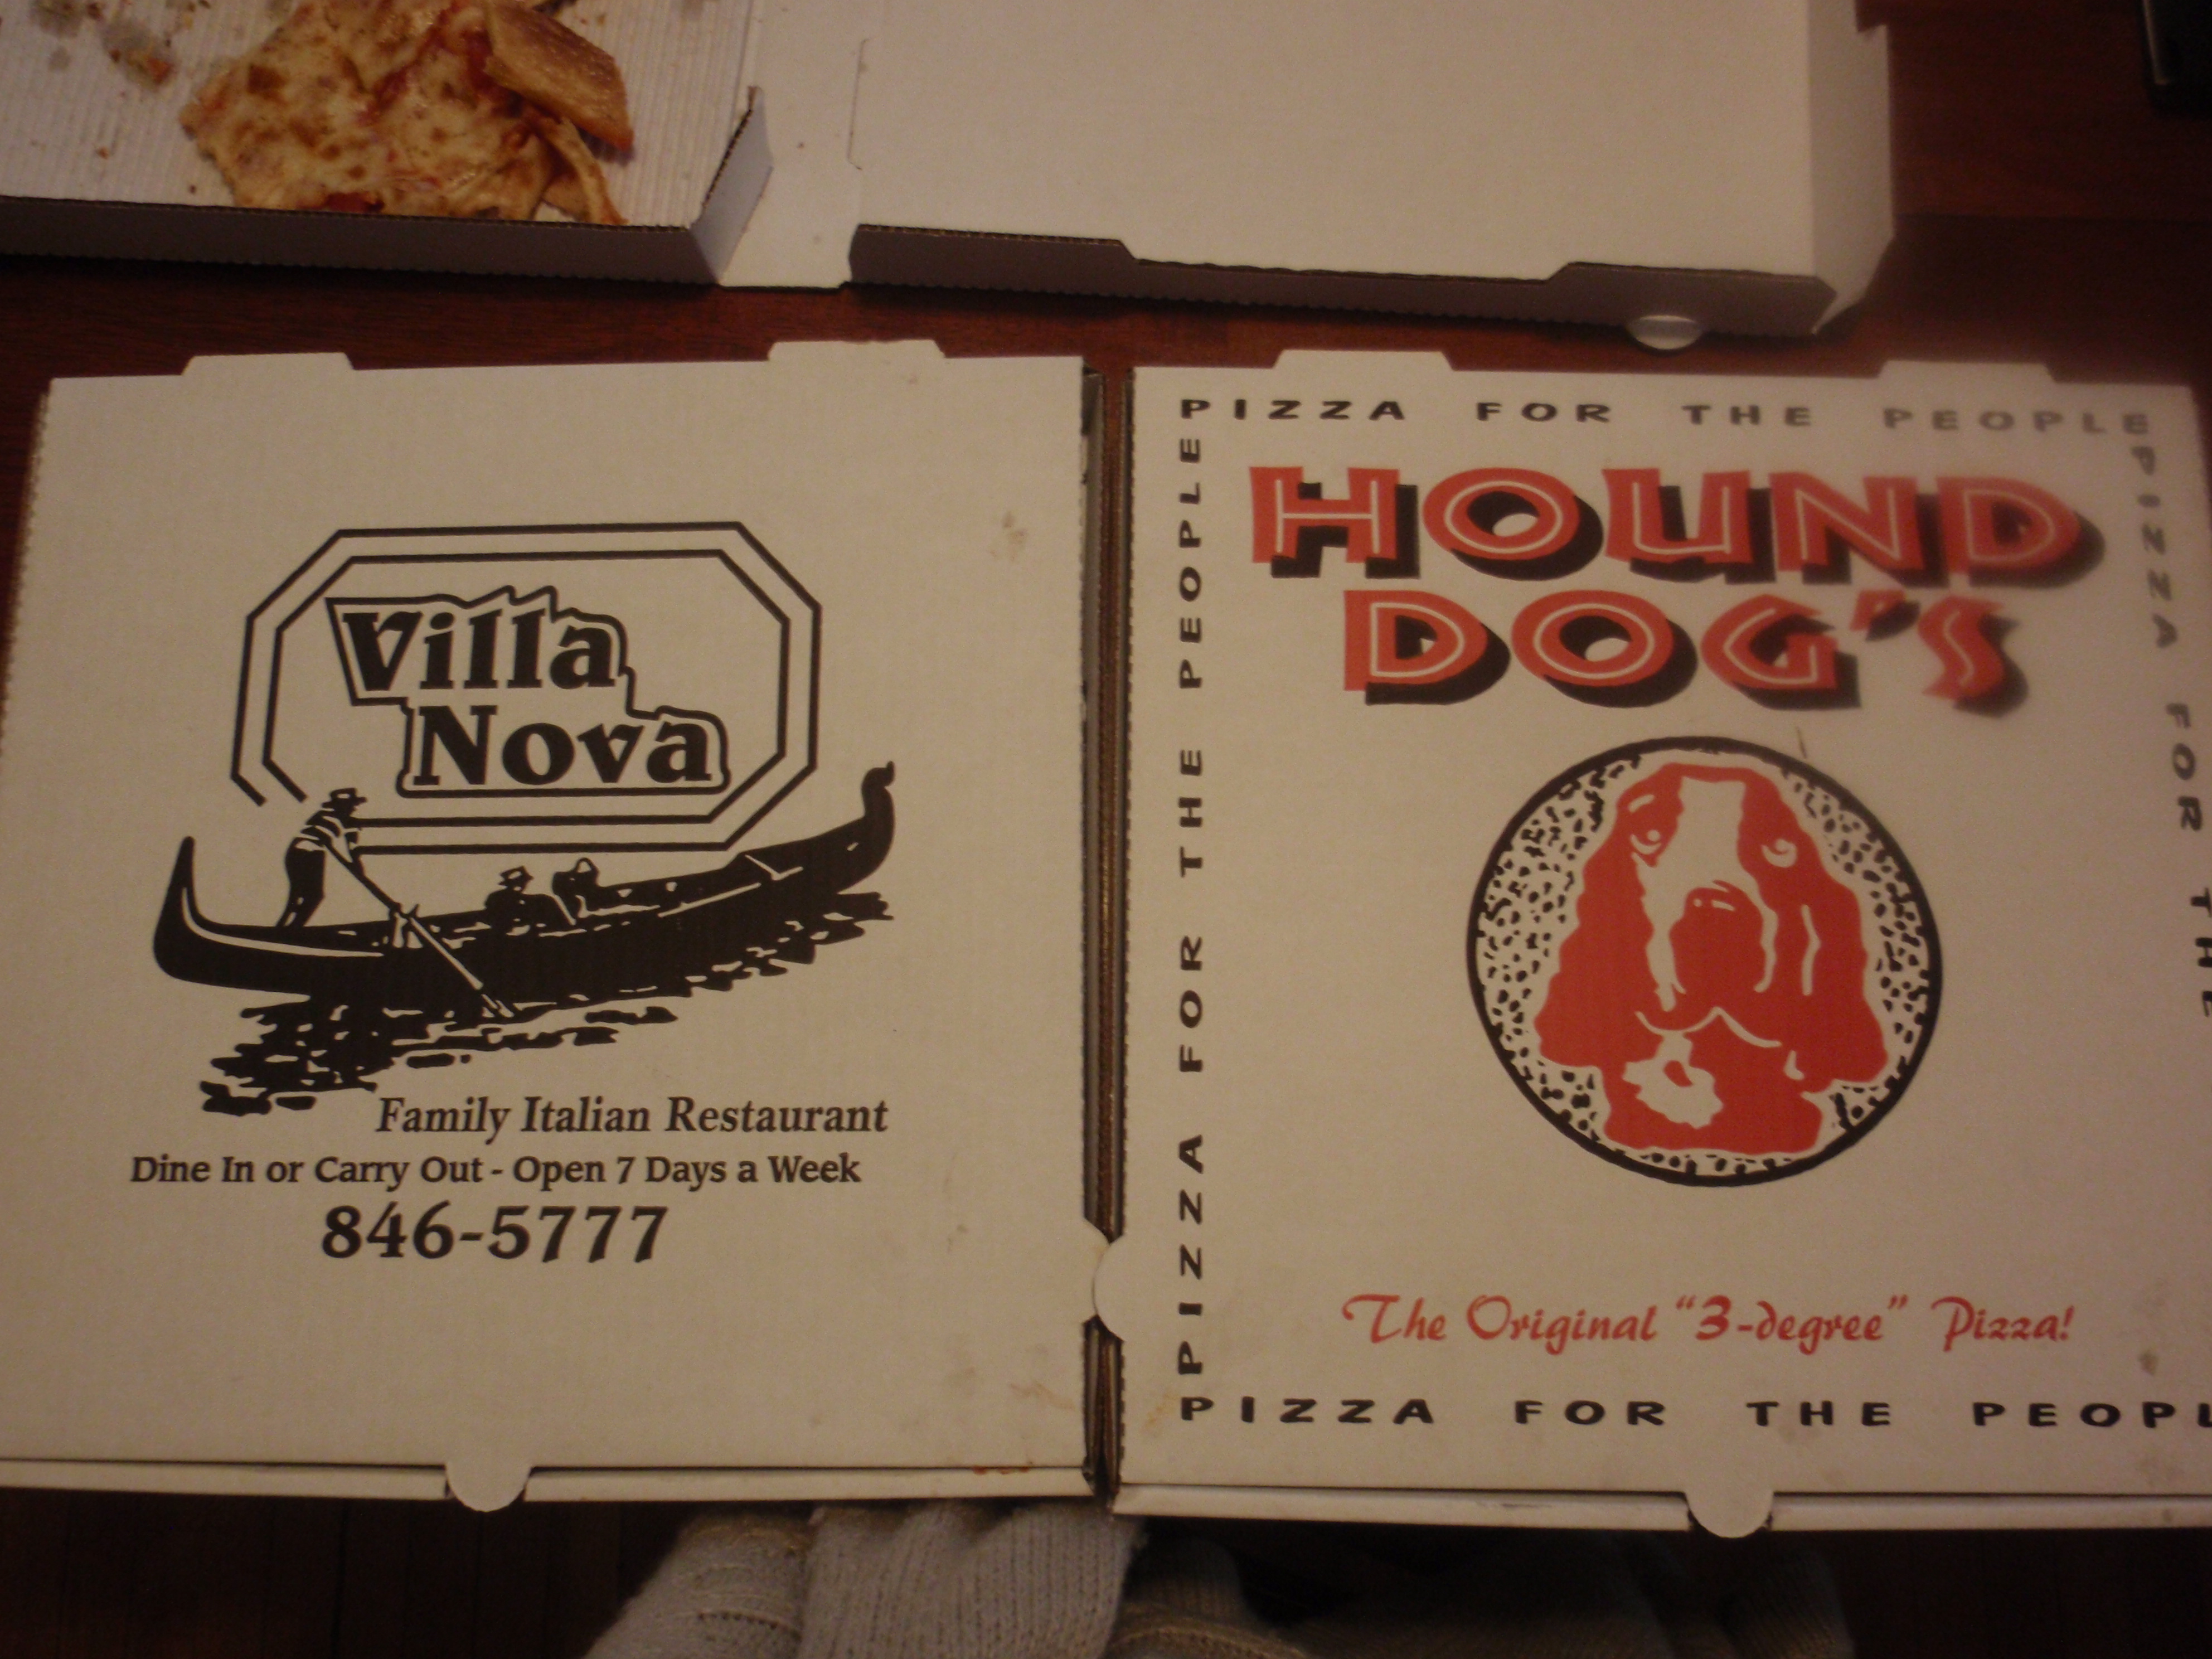 Villa
Nova
Family Italian Restaurant
Dine In or Carry Out - Open 7 Days a Week
846-5777
PIZZA FOR THE PEOPLE
PIZZA FOR THE PEOPLE
HOUND
DOG'S
PIZZA FOR THE
The Original "3-degree" Pizza!
PIZZA FOR THE PEOPL